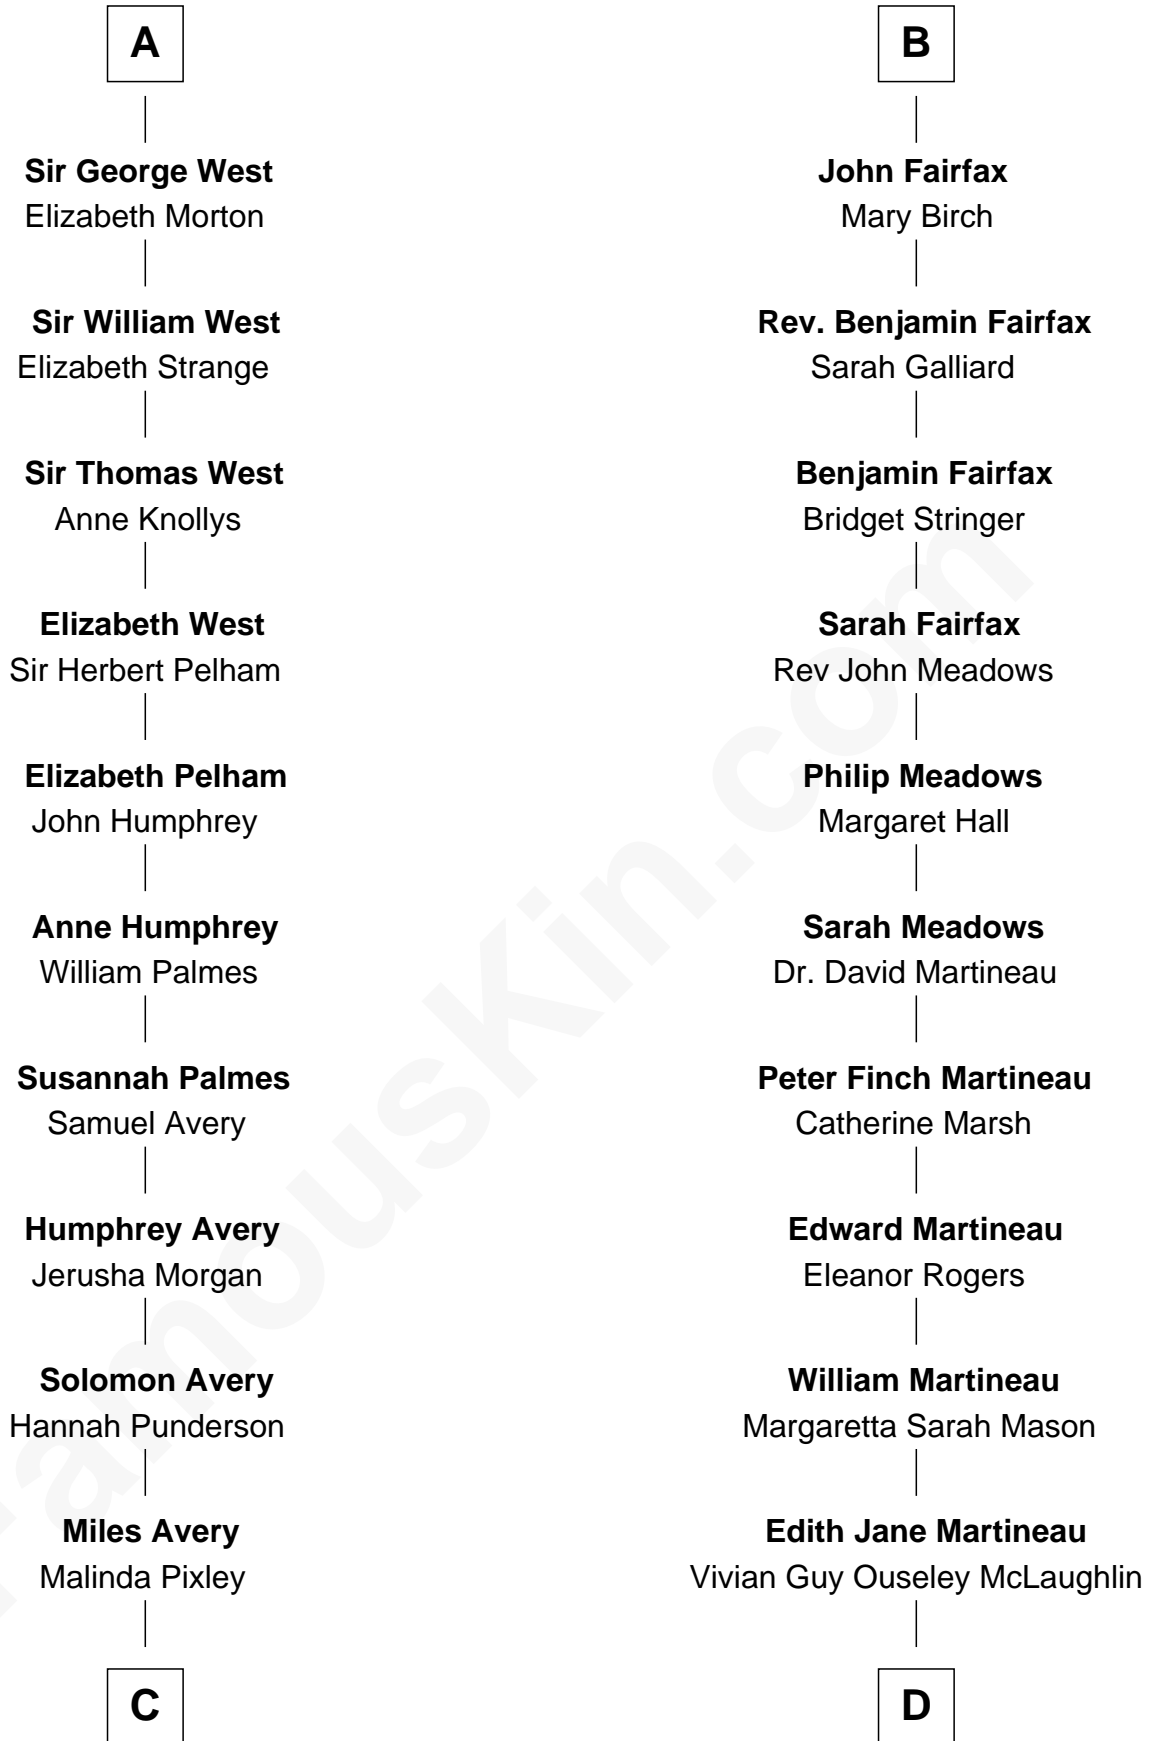 A
Sir George West
Elizabeth Morton
Sir William West
Elizabeth Strange
Sir Thomas West
Anne Knollys
Elizabeth West
Sir Herbert Pelham
Elizabeth Pelham
John Humphrey
Anne Humphrey
William Palmes
Susannah Palmes
Samuel Avery
Humphrey Avery
Jerusha Morgan
Solomon Avery
Hannah Punderson
Miles Avery
Malinda Pixley
C
B
John Fairfax
Mary Birch
Rev. Benjamin Fairfax
Sarah Galliard
Benjamin Fairfax
Bridget Stringer
Sarah Fairfax
Rev John Meadows
Philip Meadows
Margaret Hall
Sarah Meadows
Dr. David Martineau
Peter Finch Martineau
Catherine Marsh
Edward Martineau
Eleanor Rogers
William Martineau
Margaretta Sarah Mason
Edith Jane Martineau
Vivian Guy Ouseley McLaughlin
D
FamousKin.com